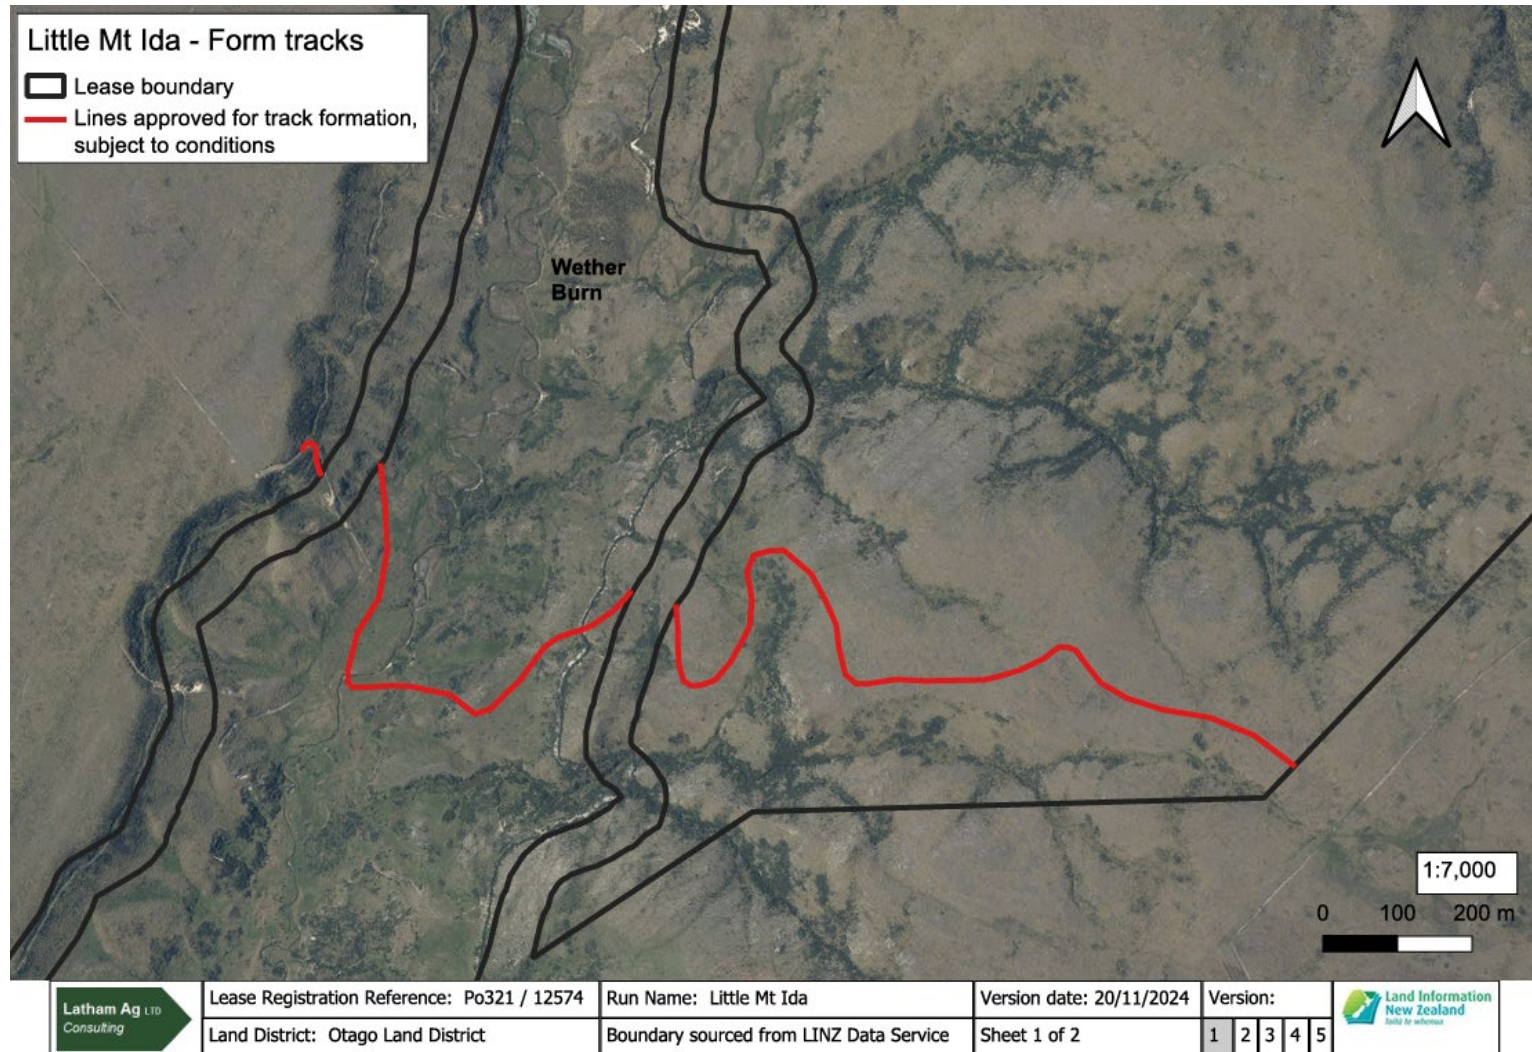 Little Mt Ida - Form tracks
Lease boundary
Lines approved for track formation,
subject to conditions
Wether
Burn
1:7,000
0 100 200 m
Latham Ag LTD
Consulting
Lease Registration Reference: Po321 / 12574
Run Name: Little Mt Ida
Version date: 20/11/2024
Version:
Land District: Otago Land District
Boundary sourced from LINZ Data Service
Sheet 1 of 2
1 2 3 4 5
Land Information
New Zealand
Toitū te whenua